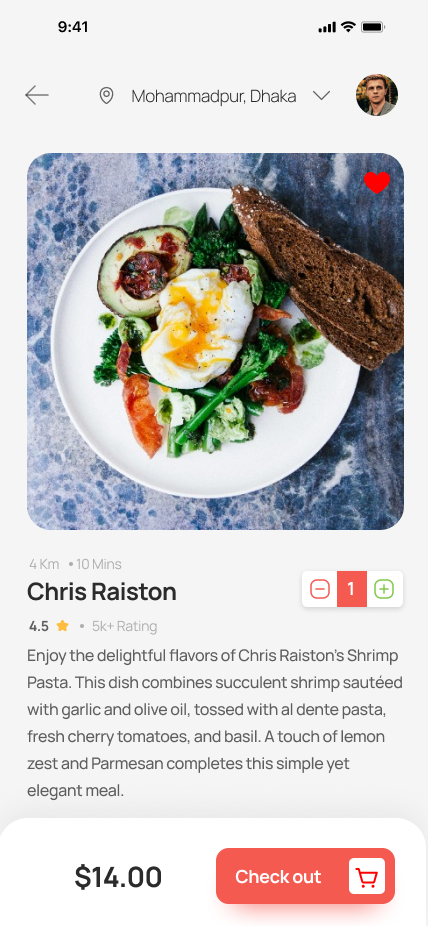 9:41
Mohammadpur, Dhaka
4 Km • 10 Mins
Chris Raiston
1
4.5 • 5k+ Rating
Enjoy the delightful flavors of Chris Raiston's Shrimp
Pasta. This dish combines succulent shrimp sautéed
with garlic and olive oil, tossed with al dente pasta,
fresh cherry tomatoes, and basil. A touch of lemon
zest and Parmesan completes this simple yet
elegant meal.
$14.00
Check out